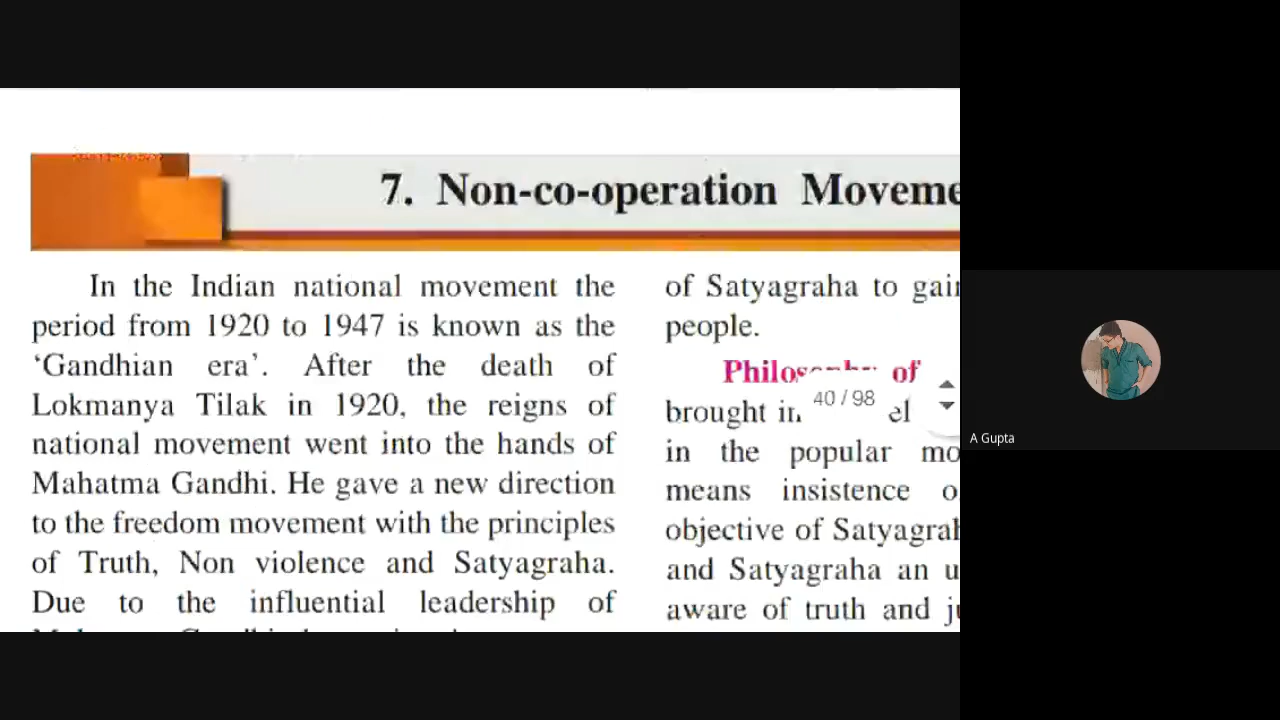 7. Non-co-operation Moveme
In the Indian national movement the
period from 1920 to 1947 is known as the
‘Gandhian era’. After the death of
Lokmanya Tilak in 1920, the reigns of
national movement went into the hands of
Mahatma Gandhi. He gave a new direction
to the freedom movement with the principles
of Truth, Non violence and Satyagraha.
Due to the influential leadership of
of Satyagraha to gain
people.
of
brought
in the popular mo
means insistence o
objective of Satyagrah
and Satyagraha an u
aware of truth and ju
40 / 98
A Gupta